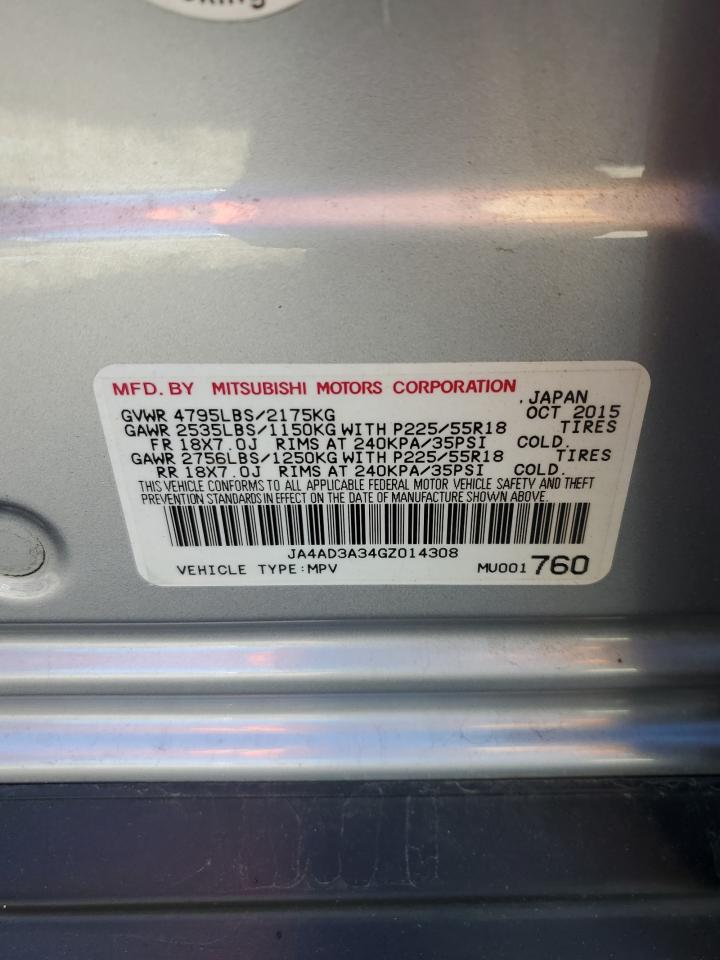 MFD. BY MITSUBISHI MOTORS CORPORATION , JAPAN
GVWR 4795LBS/2175KG OCT 2015
GAWR 2535LBS/1150KG WITH P225/55R18 TIRES
FR 18X7.0J RIMS AT 240KPA/35PSI COLD.
GAWR 2756LBS/1250KG WITH P225/55R18 TIRES
RR 18X7.0J RIMS AT 240KPA/35PSI COLD.
THIS VEHICLE CONFORMS TO ALL APPLICABLE FEDERAL MOTOR VEHICLE SAFETY AND THEFT
PREVENTION STANDARDS IN EFFECT ON THE DATE OF MANUFACTURE SHOWN ABOVE.
JA4AD3A34GZ014308
VEHICLE TYPE:MPV MU001760